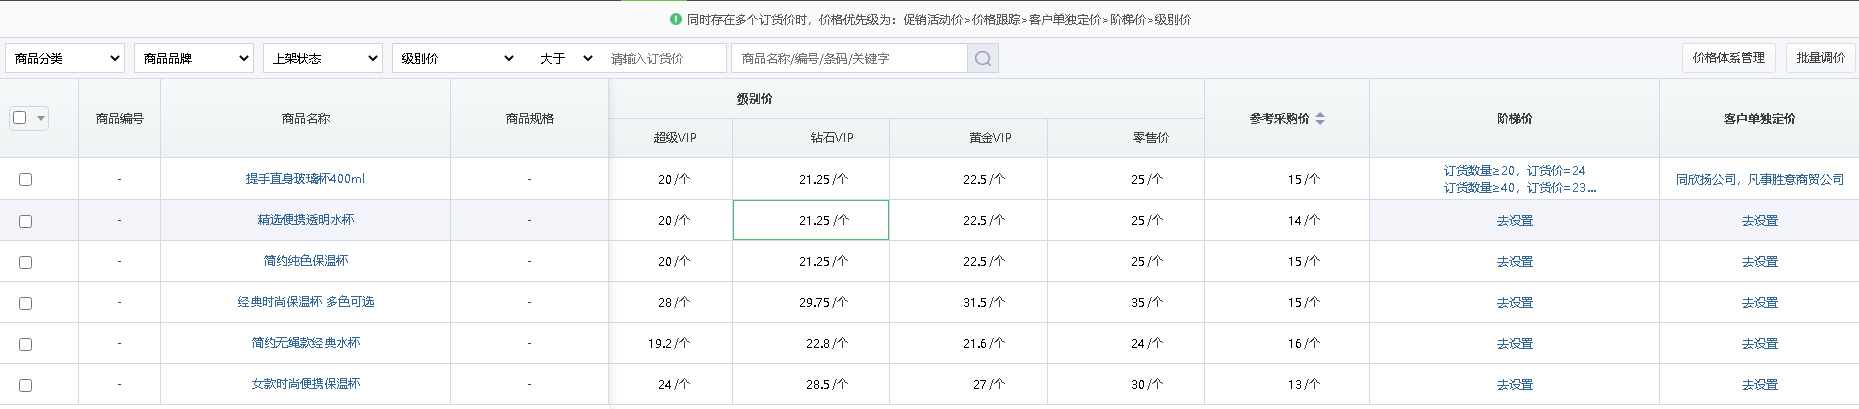 同时存在多个订货价时，价格优先级为：促销活动价>价格跟踪>客户单独定价>阶梯价>级别价
商品分类 商品品牌 上架状态 级别价 大于 请输入订货价 商品名称/编号/条码/关键字 价格体系管理 批量调价
商品编号 商品名称 商品规格 级别价 参考采购价 阶梯价 客户单独定价
超级VIP 钻石VIP 黄金VIP 零售价
- 提手直身玻璃杯400ml - 20/个 21.25/个 22.5/个 25/个 15/个 订货数量≥20，订货价=24 同欣扬公司，凡事胜意商贸公司
订货数量≥40，订货价=23...
- 精选便携透明水杯 - 20/个 21.25/个 22.5/个 25/个 14/个 去设置 去设置
- 简约纯色保温杯 - 20/个 21.25/个 22.5/个 25/个 15/个 去设置 去设置
- 经典时尚保温杯 多色可选 - 28/个 29.75/个 31.5/个 35/个 15/个 去设置 去设置
- 简约无绳款经典水杯 - 19.2/个 22.8/个 21.6/个 24/个 16/个 去设置 去设置
- 女款时尚便携保温杯 - 24/个 28.5/个 27/个 30/个 13/个 去设置 去设置